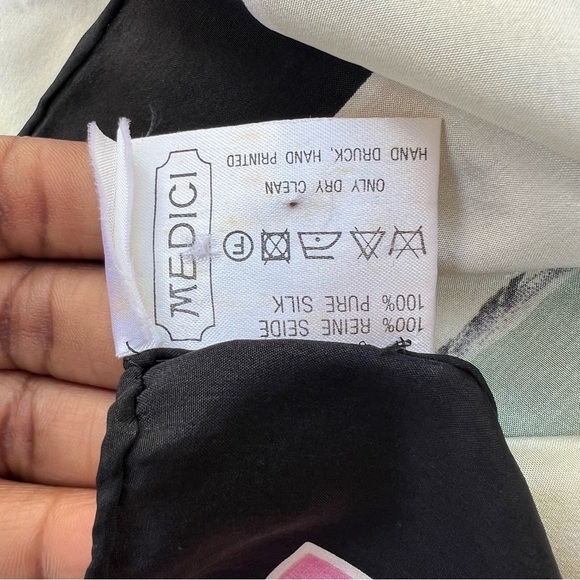 MEDICI
100% REINE SEIDE
100% PURE SILK
F
ONLY DRY CLEAN
HAND DRUCK, HAND PRINTED